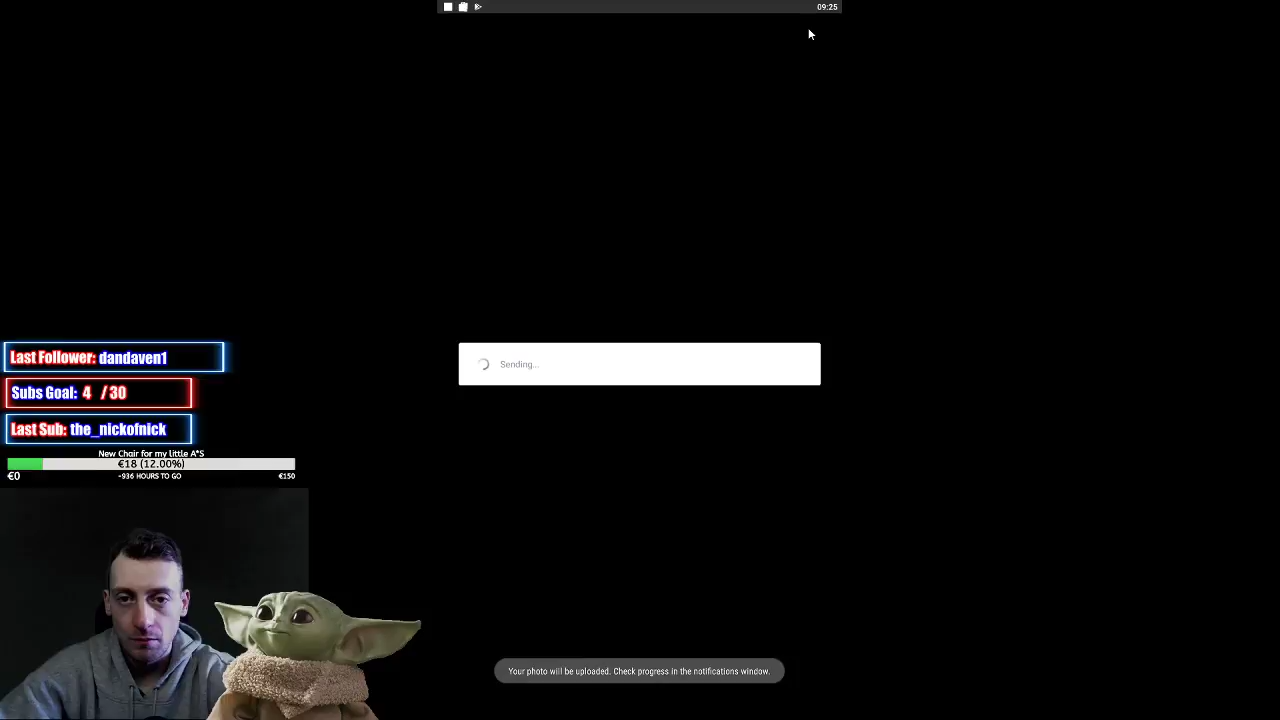 09:25
Sending...
Last Follower: dandaven1
Subs Goal: 4 / 30
Last Sub: the_nickofnick
New Chair for my little A*S
€18 (12.00%)
€0 -936 HOURS TO GO €150
Your photo will be uploaded. Check progress in the notifications window.